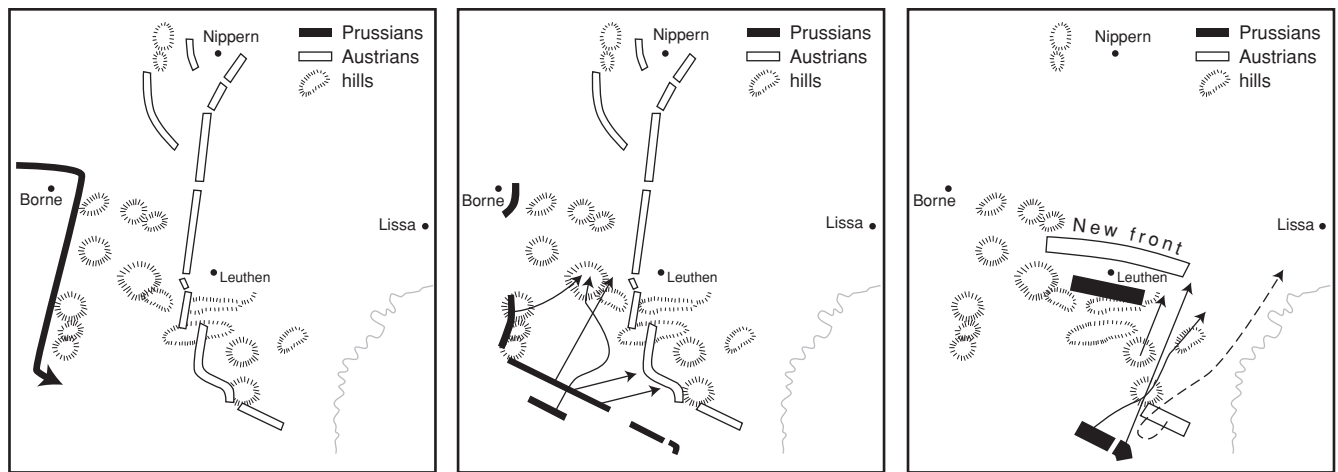 Nippern
Prussians
Austrians
hills
Borne
Lissa
Leuthen
Nippern
Prussians
Austrians
hills
Borne
Lissa
Leuthen
Nippern
Prussians
Austrians
hills
Borne
Lissa
New front
Leuthen